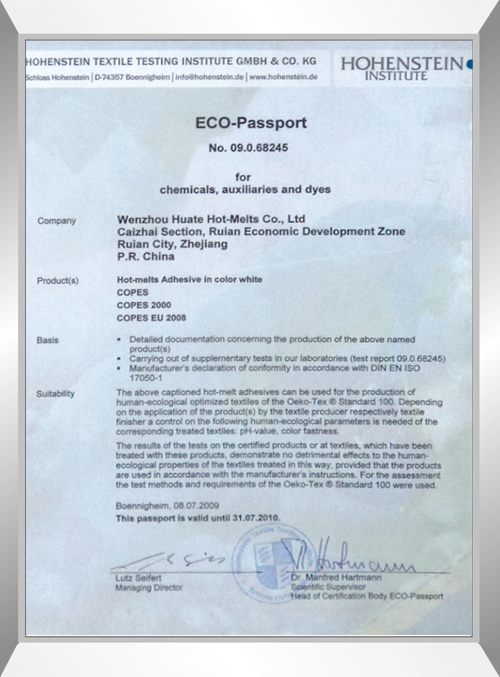 HOHENSTEIN TEXTILE TESTING INSTITUTE GMBH & CO. KG
Schloss Hohenstein | D-74357 Boennigheim | info@hohenstein.de | www.hohenstein.de
HOHENSTEIN
INSTITUTE
ECO-Passport
No. 09.0.68245
for
chemicals, auxiliaries and dyes
Company
Wenzhou Huate Hot-Melts Co., Ltd
Caizhai Section, Ruian Economic Development Zone
Ruian City, Zhejiang
P.R. China
Product(s)
Hot-melts Adhesive in color white
COPES
COPES 2000
COPES EU 2008
Basis
• Detailed documentation concerning the production of the above named
product(s)
• Carrying out of supplementary tests in our laboratories (test report 09.0.68245)
• Manufacturer's declaration of conformity in accordance with DIN EN ISO
17050-1
Suitability
The above captioned hot-melt adhesives can be used for the production of
human-ecological optimized textiles of the Oeko-Tex ® Standard 100. Depending
on the application of the product(s) by the textile producer respectively textile
finisher a control on the following human-ecological parameters is needed of the
corresponding treated textiles: pH-value, color fastness.
The results of the tests on the certified products or at textiles, which have been
treated with these products, demonstrate no detrimental effects to the human-
ecological properties of the textiles treated in this way, provided that the products
are used in accordance with the manufacturer's instructions. For the assessment
the test methods and requirements of the Oeko-Tex ® Standard 100 were used.
Boennigheim, 08.07.2009
This passport is valid until 31.07.2010.
Lutz Seifert
Managing Director
Dr. Manfred Hartmann
Scientific Supervisor
Head of Certification Body ECO-Passport